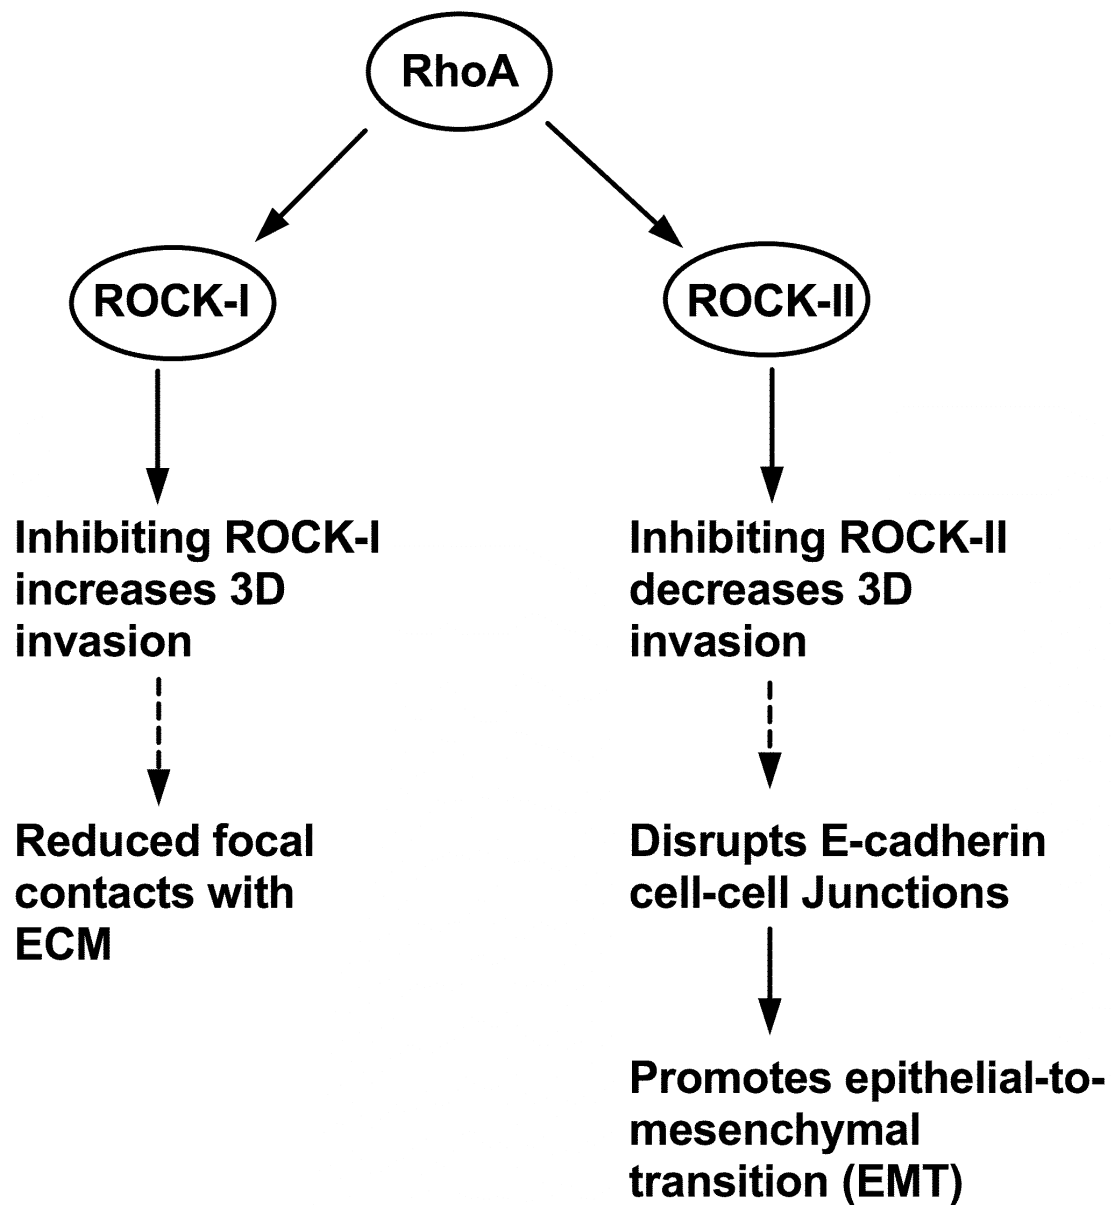 RhoA
ROCK-I
ROCK-II
Inhibiting ROCK-I
increases 3D
invasion
Inhibiting ROCK-II
decreases 3D
invasion
Reduced focal
contacts with
ECM
Disrupts E-cadherin
cell-cell Junctions
Promotes epithelial-to-
mesenchymal
transition (EMT)